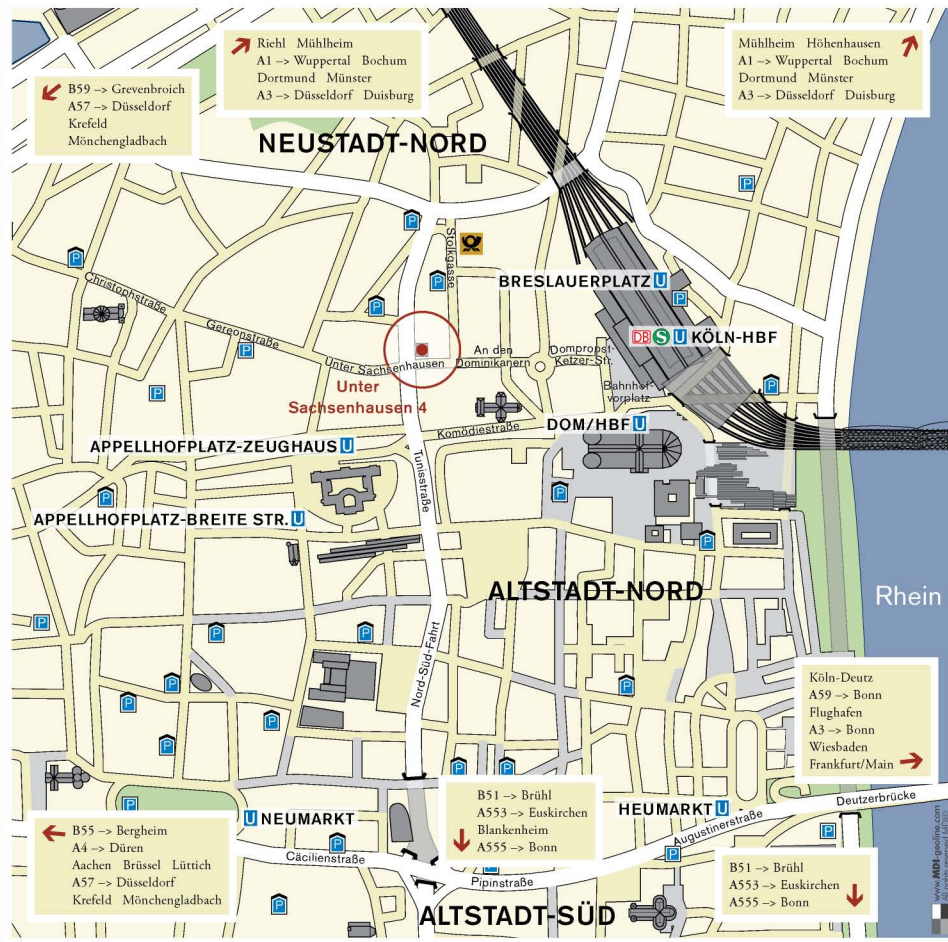 Riehl Mühlheim
A1 -> Wuppertal Bochum
Dortmund Münster
A3 -> Düsseldorf Duisburg
Mühlheim Höhenhausen
A1 -> Wuppertal Bochum
Dortmund Münster
A3 -> Düsseldorf Duisburg
B59 -> Grevenbroich
A57 -> Düsseldorf
Krefeld
Mönchengladbach
NEUSTADT-NORD
P
P
P
Stolkgasse
Christophstraße
BRESLAUERPLATZ U
P
P
P
Gereonstraße
P
DB S U KÖLN-HBF
Unter Sachsenhausen
An den
Dominikanern
Dompropst-
Ketzer-Str.
Bahnhof-
vorplatz
P
P
Unter
Sachsenhausen 4
Komödiestraße
DOM/HBF U
APPELLHOFPLATZ-ZEUGHAUS U
Tunisstraße
P
P
APPELLHOFPLATZ-BREITE STR. U
P
ALTSTADT-NORD
Rhein
P
P
P
Nord-Süd-Fahrt
P
P
P
P
P
Köln-Deutz
A59 -> Bonn
Flughafen
A3 -> Bonn
Wiesbaden
Frankfurt/Main
P
P
P
P
B51 -> Brühl
A553 -> Euskirchen
Blankenheim
A555 -> Bonn
U NEUMARKT
HEUMARKT U
Deutzerbrücke
Augustinerstraße
B55 -> Bergheim
A4 -> Düren
Aachen Brüssel Lüttich
A57 -> Düsseldorf
Krefeld Mönchengladbach
P
P
P
Cäcilienstraße
Pipinstraße
B51 -> Brühl
A553 -> Euskirchen
A555 -> Bonn
P
ALTSTADT-SÜD
www.MDI-geoline.com